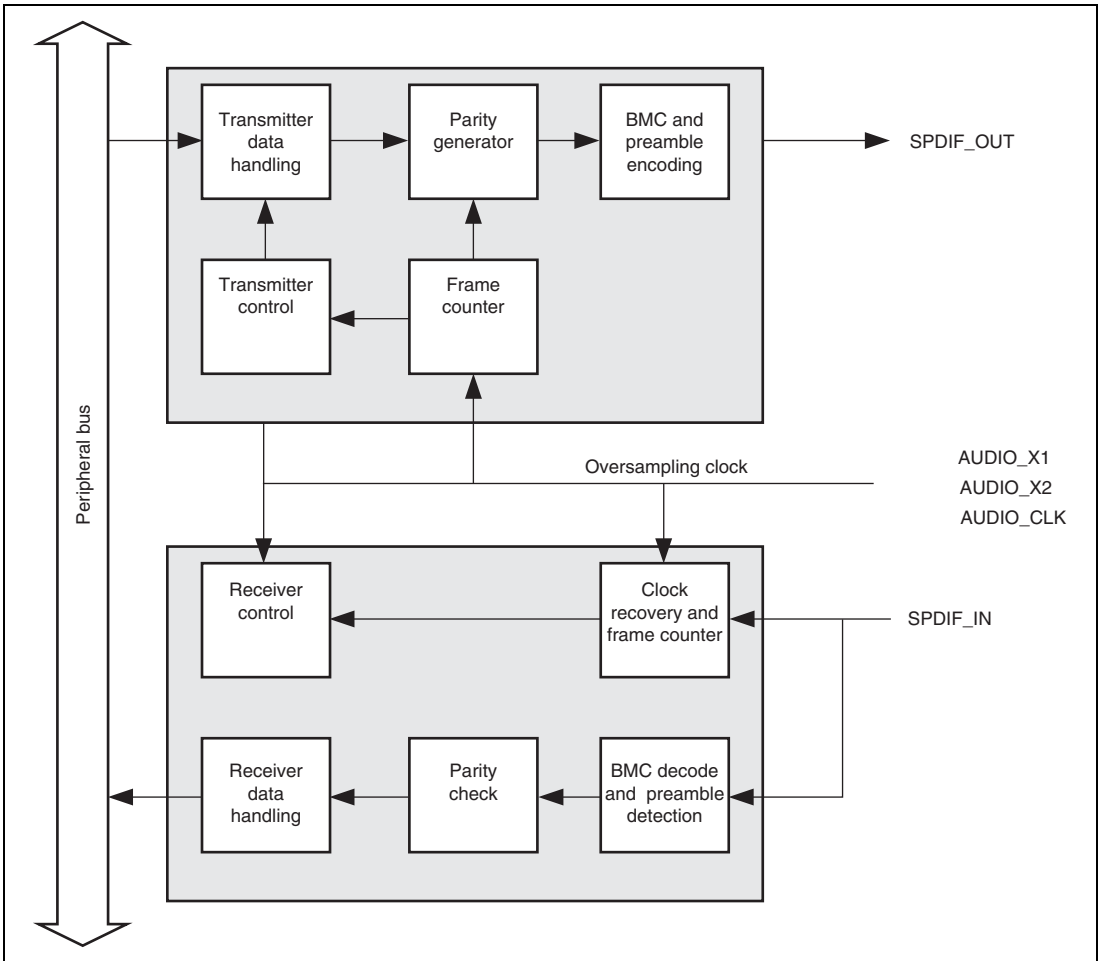 Peripheral bus
Transmitter
data
handling
Parity
generator
BMC and
preamble
encoding
SPDIF_OUT
Transmitter
control
Frame
counter
Oversampling clock
AUDIO_X1
AUDIO_X2
AUDIO_CLK
Receiver
control
Clock
recovery and
frame counter
SPDIF_IN
Receiver
data
handling
Parity
check
BMC decode
and preamble
detection